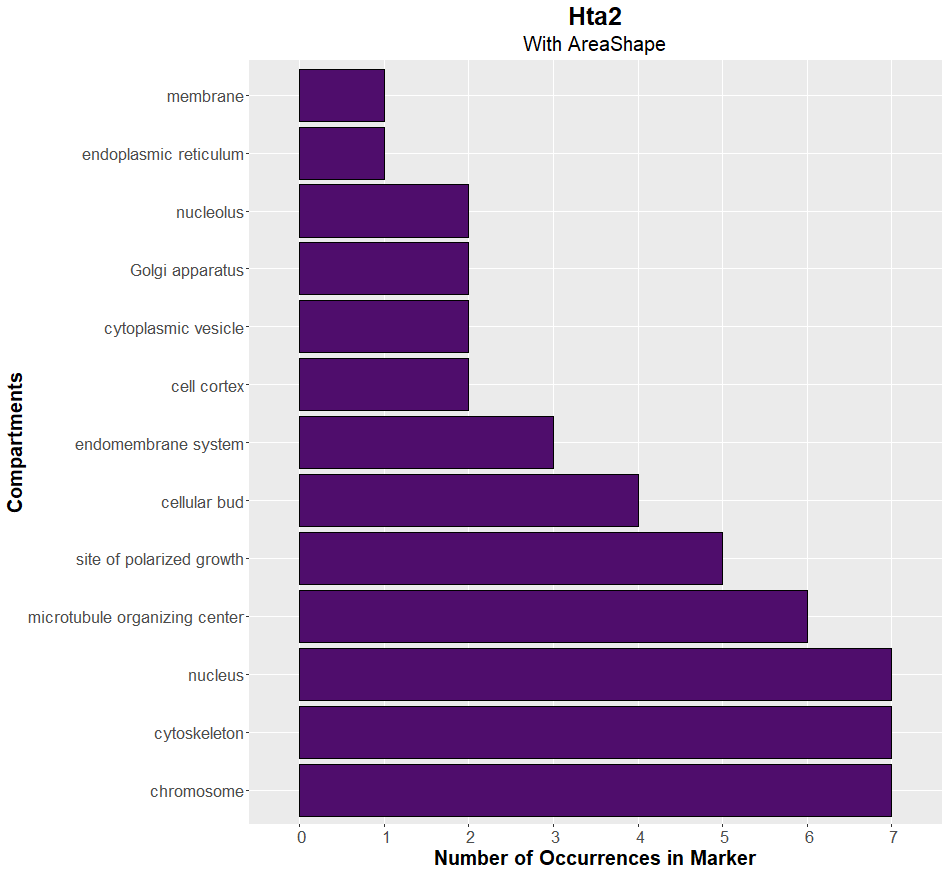 Hta2
With AreaShape
Compartments
membrane
endoplasmic reticulum
nucleolus
Golgi apparatus
cytoplasmic vesicle
cell cortex
endomembrane system
cellular bud
site of polarized growth
microtubule organizing center
nucleus
cytoskeleton
chromosome
0 1 2 3 4 5 6 7
Number of Occurrences in Marker